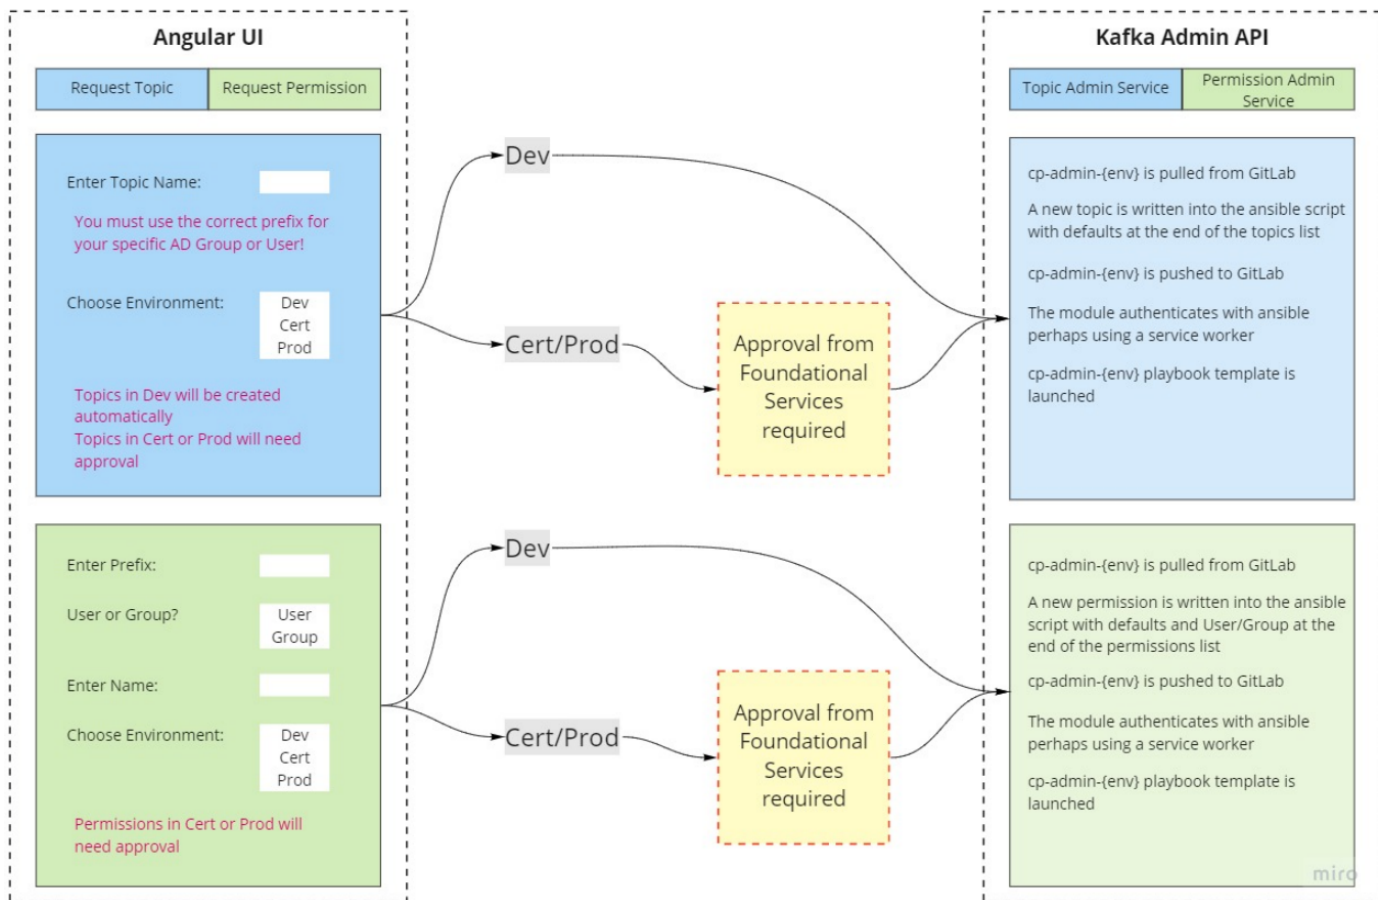 Angular UI
Request Topic
Request Permission
Enter Topic Name:
You must use the correct prefix for
your specific AD Group or User!
Choose Environment:
Dev
Cert
Prod
Topics in Dev will be created
automatically
Topics in Cert or Prod will need
approval
Enter Prefix:
User or Group?
User
Group
Enter Name:
Choose Environment:
Dev
Cert
Prod
Permissions in Cert or Prod will
need approval
Dev
Cert/Prod
Approval from
Foundational
Services
required
Dev
Cert/Prod
Approval from
Foundational
Services
required
Kafka Admin API
Topic Admin Service
Permission Admin
Service
cp-admin-{env} is pulled from GitLab
A new topic is written into the ansible script
with defaults at the end of the topics list
cp-admin-{env} is pushed to GitLab
The module authenticates with ansible
perhaps using a service worker
cp-admin-{env} playbook template is
launched
cp-admin-{env} is pulled from GitLab
A new permission is written into the ansible
script with defaults and User/Group at the
end of the permissions list
cp-admin-{env} is pushed to GitLab
The module authenticates with ansible
perhaps using a service worker
cp-admin-{env} playbook template is
launched
miro